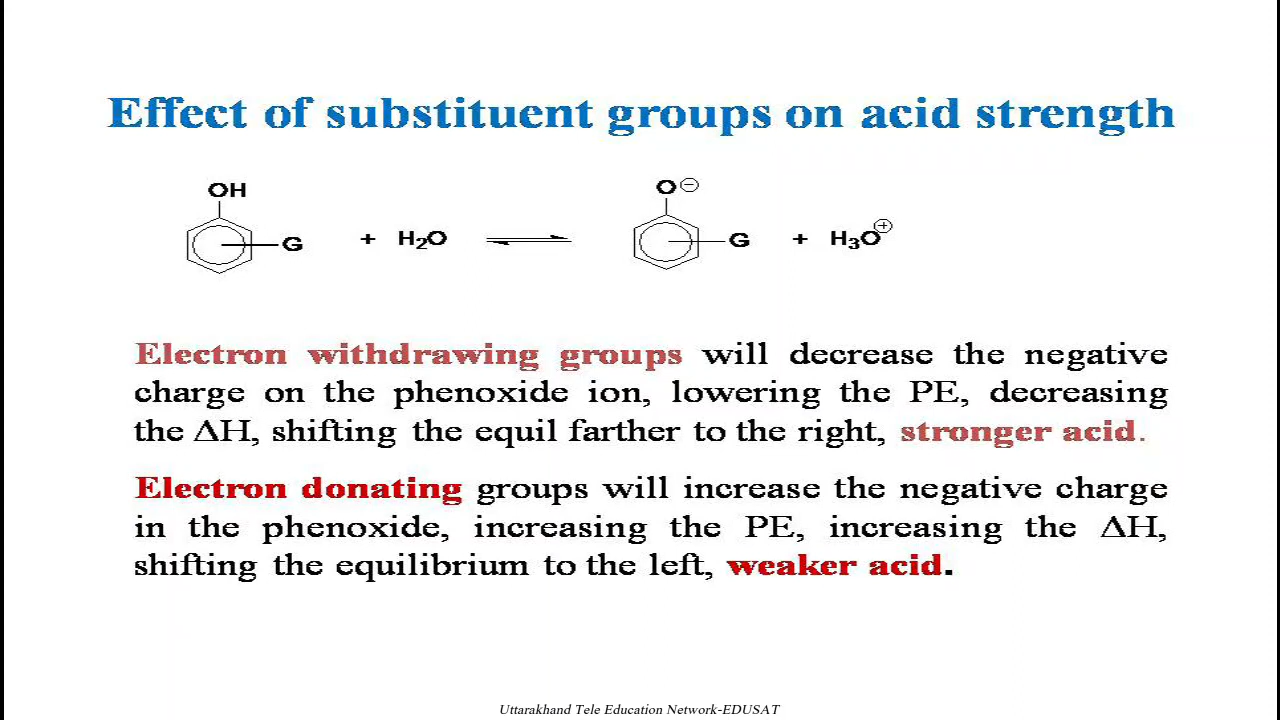 Effect of substituent groups on acid strength
OH
G + H₂O ⇌ O⊖
G + H₃O⊕
Electron withdrawing groups will decrease the negative
charge on the phenoxide ion, lowering the PE, decreasing
the ΔH, shifting the equil farther to the right, stronger acid.
Electron donating groups will increase the negative charge
in the phenoxide, increasing the PE, increasing the ΔH,
shifting the equilibrium to the left, weaker acid.
Uttarakhand Tele Education Network-EDUSAT